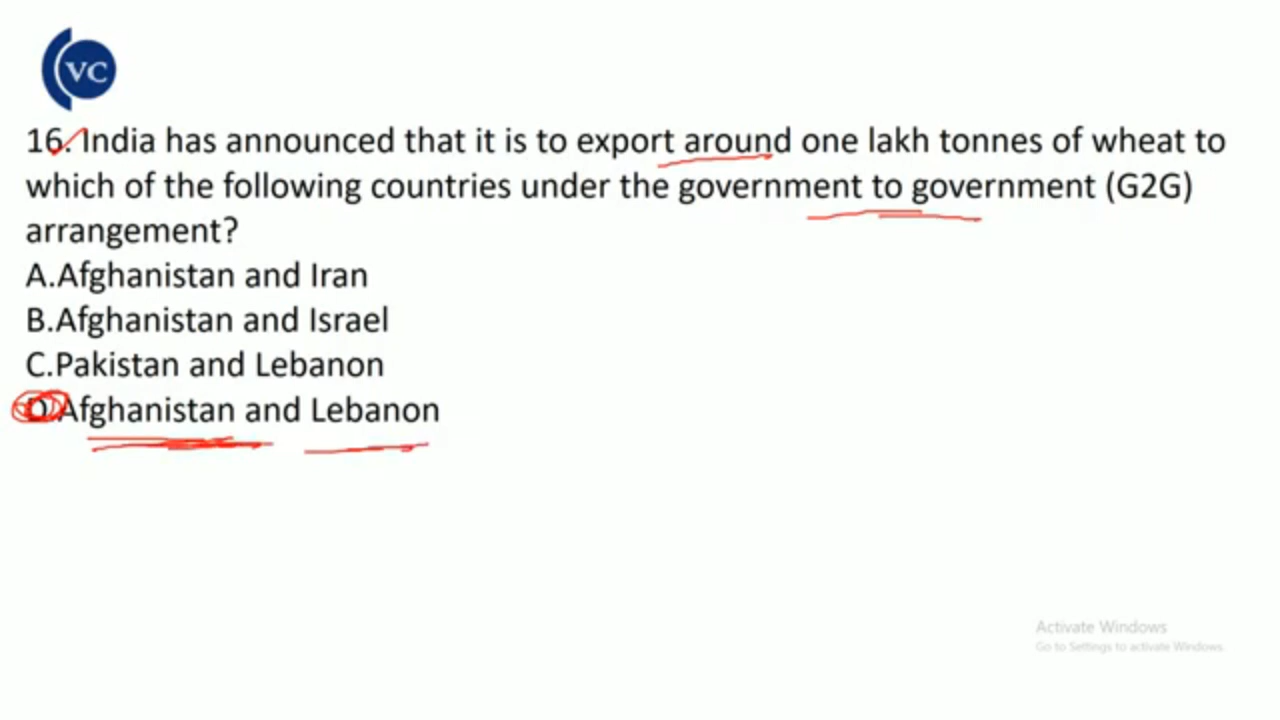 VC
16. India has announced that it is to export around one lakh tonnes of wheat to
which of the following countries under the government to government (G2G)
arrangement?
A.Afghanistan and Iran
B.Afghanistan and Israel
C.Pakistan and Lebanon
D.Afghanistan and Lebanon
Activate Windows
Go to Settings to activate Windows.